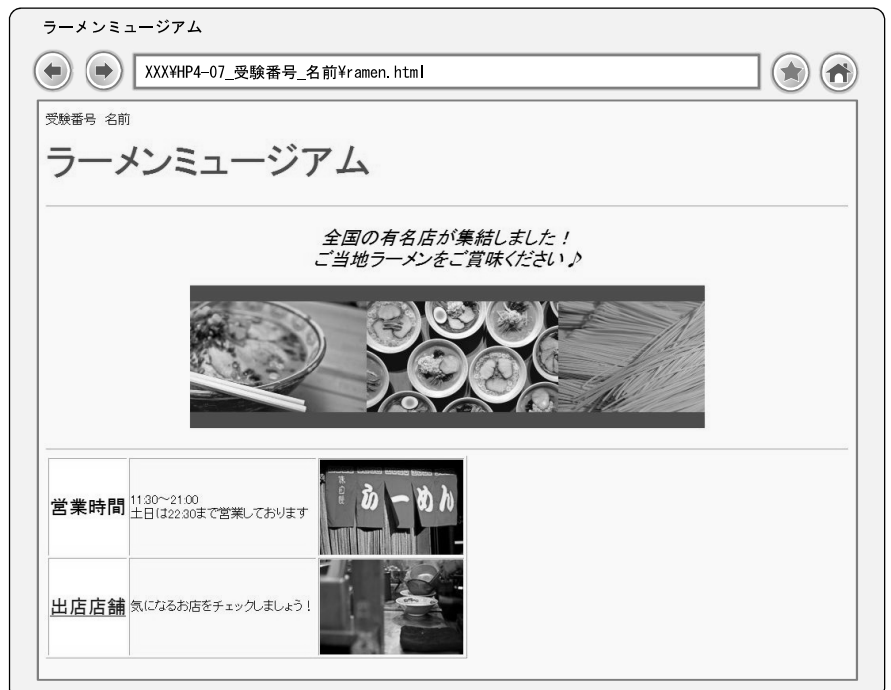 ラーメンミュージアム
XXX¥HP4-07_受験番号_名前¥ramen.html
受験番号 名前
ラーメンミュージアム
全国の有名店が集結しました！
ご当地ラーメンをご賞味ください♪
営業時間
11:30～21:00
土日は22:30まで営業しております
らーめん
出店店舗
気になるお店をチェックしましょう！